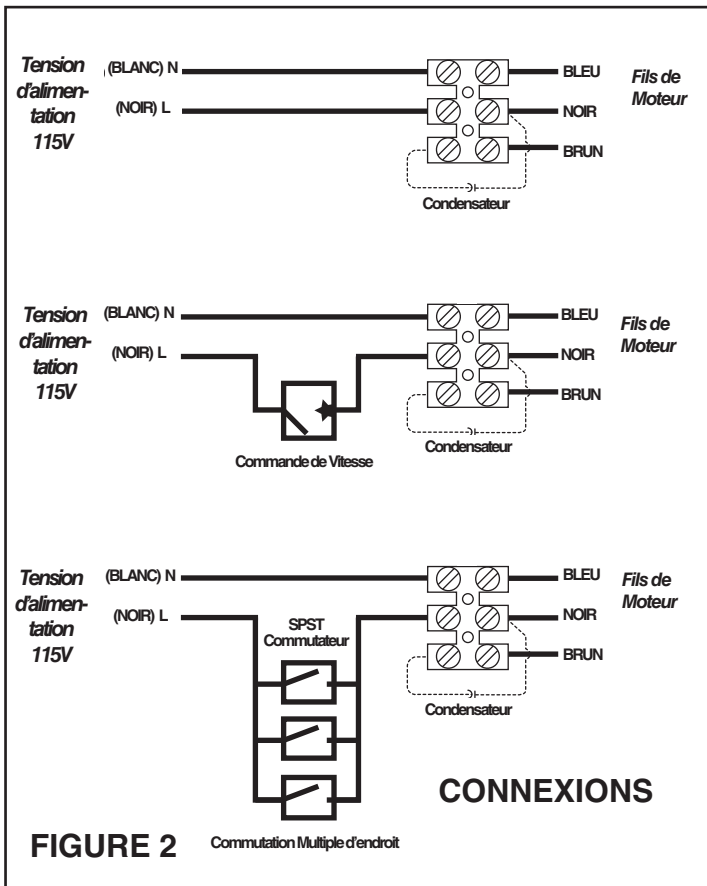 Tension
d'alimen-
tation
115V
(BLANC) N
(NOIR) L
BLEU
NOIR
BRUN
Fils de
Moteur
Condensateur
Tension
d'alimen-
tation
115V
(BLANC) N
(NOIR) L
Commande de Vitesse
BLEU
NOIR
BRUN
Fils de
Moteur
Condensateur
Tension
d'alimen-
tation
115V
(BLANC) N
(NOIR) L
SPST
Commutateur
BLEU
NOIR
BRUN
Fils de
Moteur
Condensateur
CONNEXIONS
FIGURE 2
Commutation Multiple d'endroit